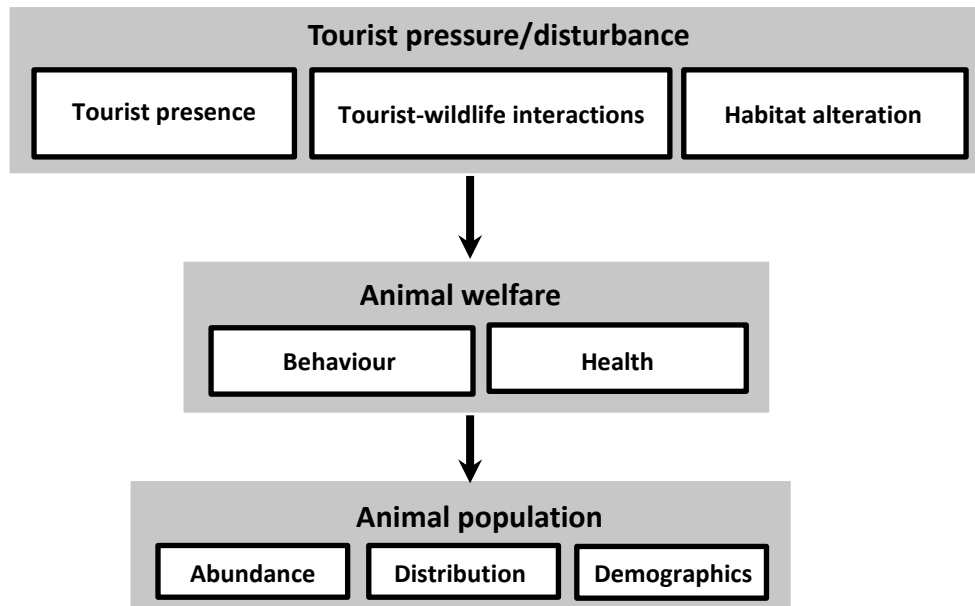 Tourist pressure/disturbance
Tourist presence
Tourist-wildlife interactions
Habitat alteration
Animal welfare
Behaviour
Health
Animal population
Abundance
Distribution
Demographics